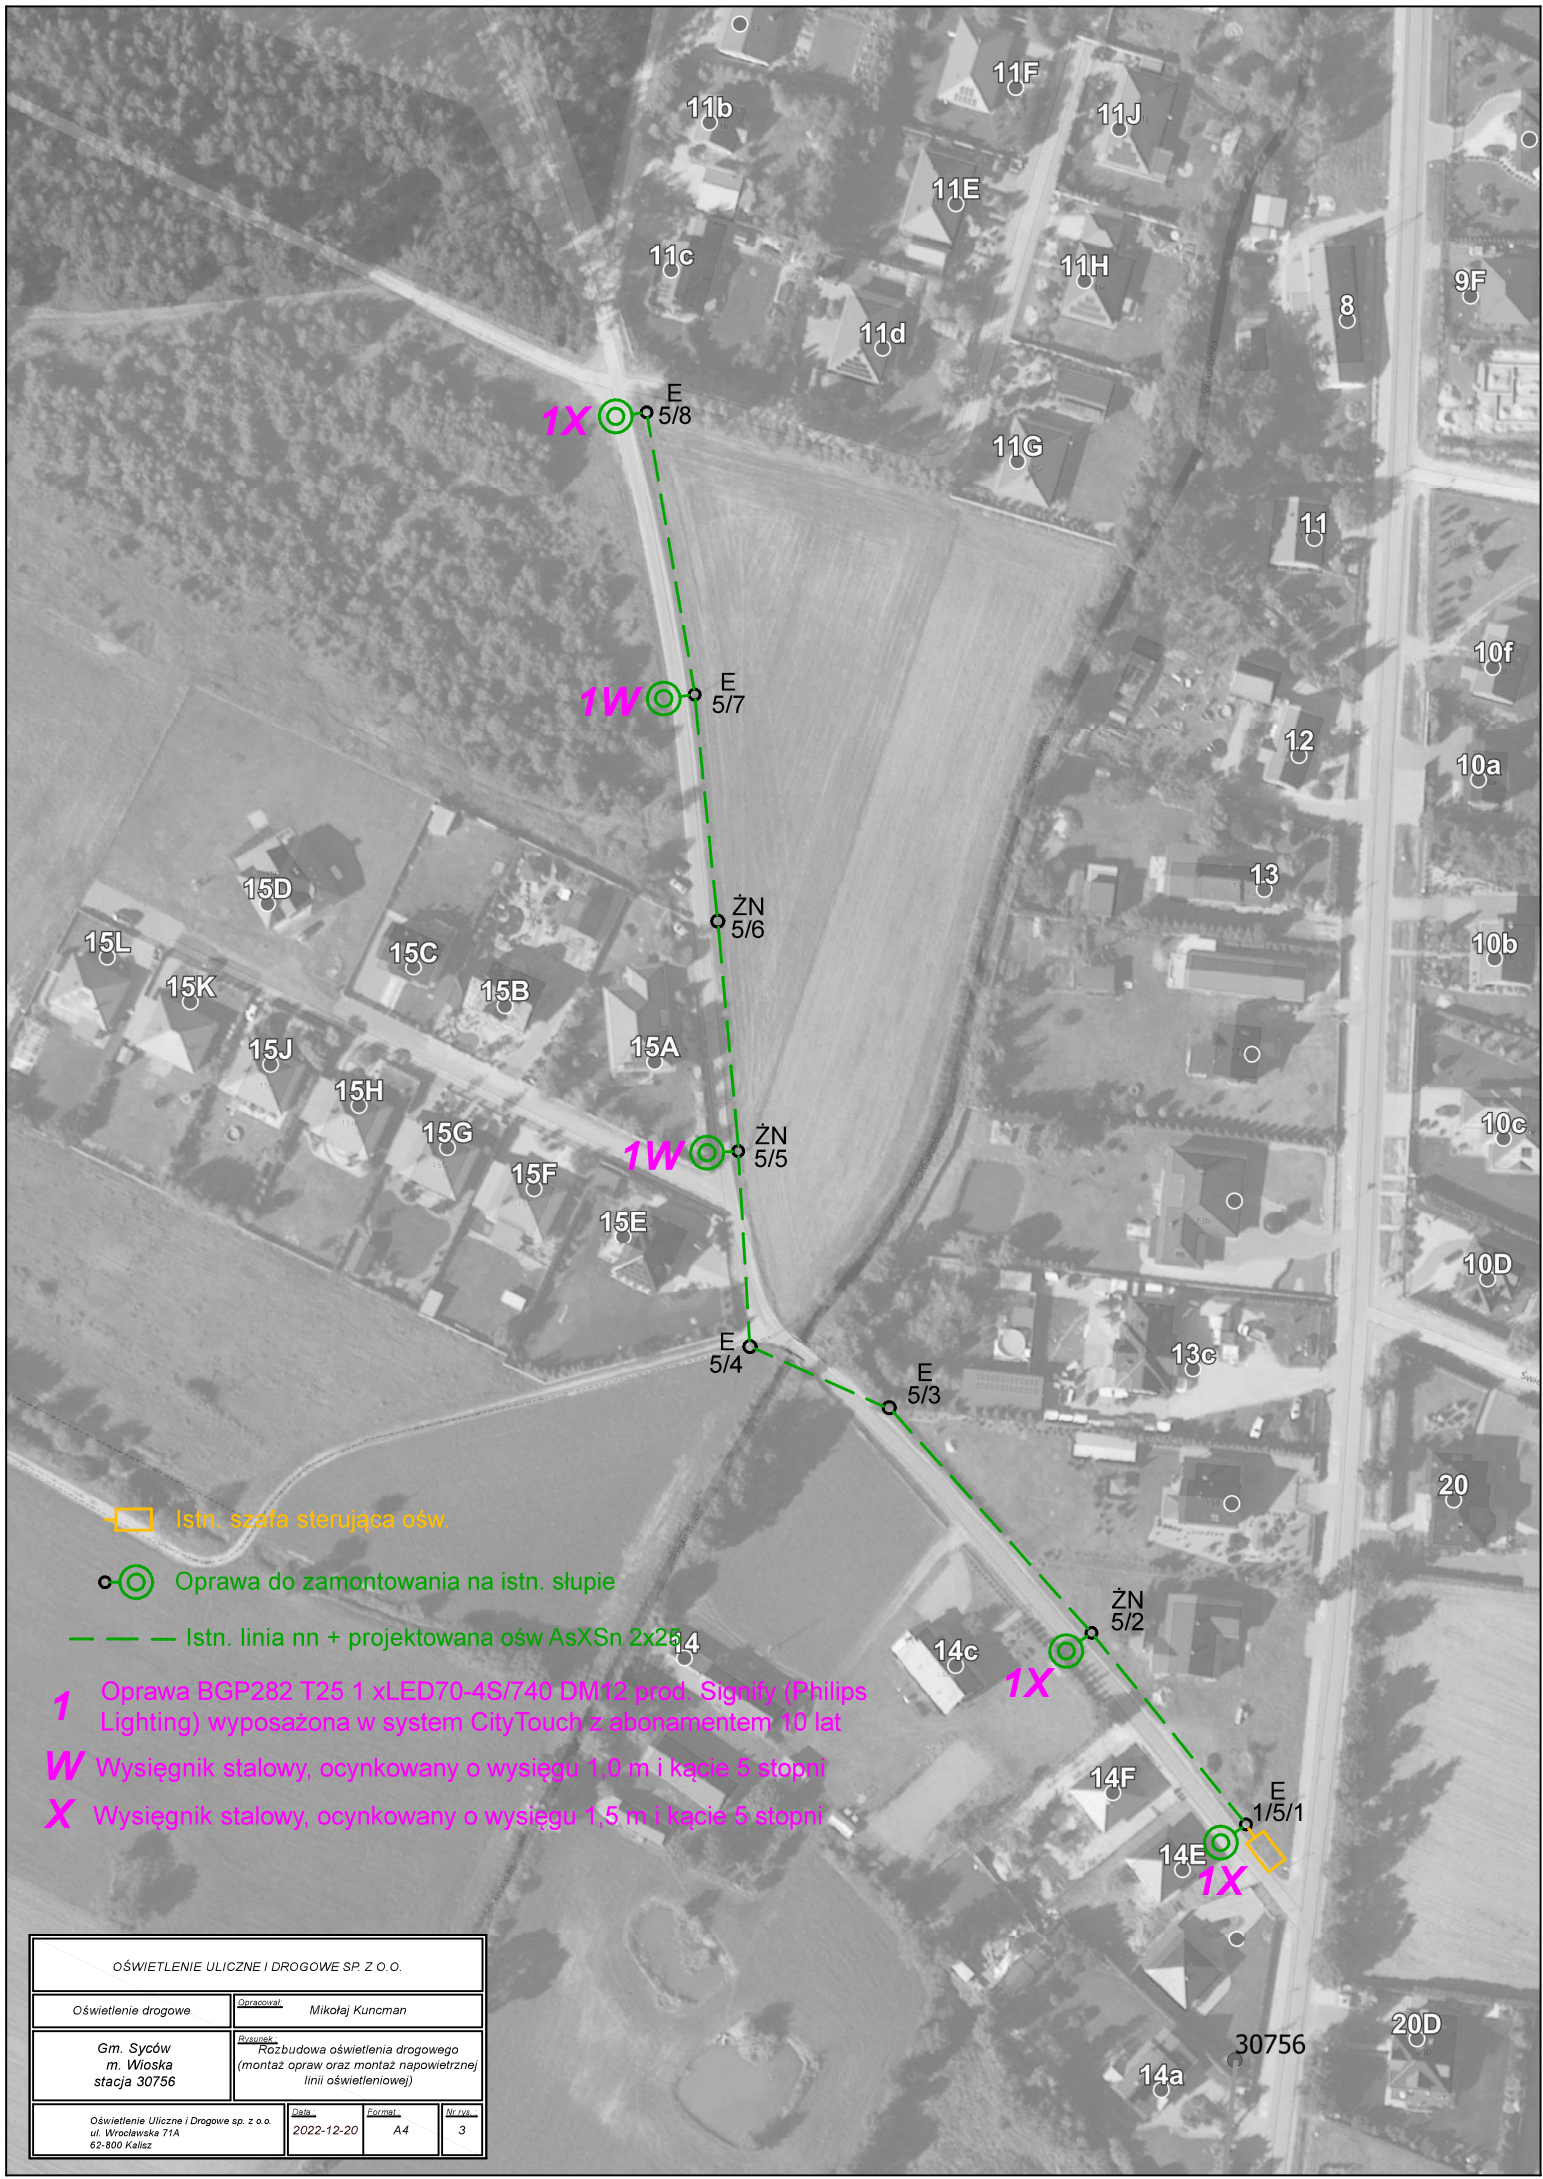 11b
11F
11J
11E
11c
11H
9F
8
11d
E
5/8
1X
11G
11
10f
E
5/7
1W
12
10a
13
15D
ŻN
5/6
15L
15C
10b
15K
15B
15J
15A
15H
10c
15G
ŻN
5/5
1W
15F
15E
10D
E
5/4
13c
E
5/3
20
Istn. szafa sterująca ośw.
Oprawa do zamontowania na istn. słupie
ŻN
5/2
Istn. linia nn + projektowana ośw AsXSn 2x25
14
14c
1X
1
Oprawa BGP282 T25 1 xLED70-4S/740 DM12 prod. Signify (Philips
Lighting) wyposażona w system CityTouch z abonamentem 10 lat
W Wysięgnik stalowy, ocynkowany o wysięgu 1,0 m i kącie 5 stopni
14F
E
1/5/1
X Wysięgnik stalowy, ocynkowany o wysięgu 1,5 m i kącie 5 stopni
14E
1X
OŚWIETLENIE ULICZNE I DROGOWE SP. Z O.O.
Oświetlenie drogowe
Opracował:
Mikołaj Kuncman
20D
30756
Gm. Syców
m. Wioska
stacja 30756
Rysunek :
Rozbudowa oświetlenia drogowego
(montaż opraw oraz montaż napowietrznej
linii oświetleniowej)
14a
Oświetlenie Uliczne i Drogowe sp. z o.o.
ul. Wrocławska 71A
62-800 Kalisz
Data :
2022-12-20
Format :
A4
Nr rys. :
3